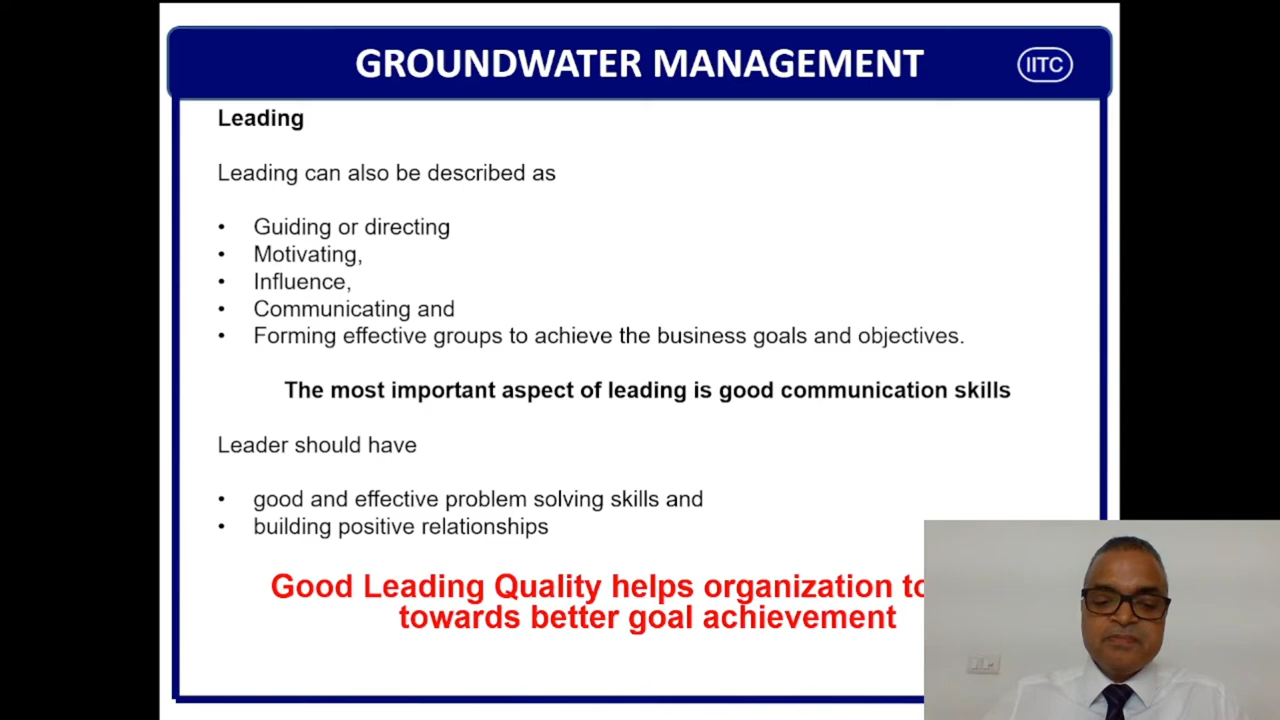 GROUNDWATER MANAGEMENT
IITC
Leading
Leading can also be described as
• Guiding or directing
• Motivating,
• Influence,
• Communicating and
• Forming effective groups to achieve the business goals and objectives.
The most important aspect of leading is good communication skills
Leader should have
• good and effective problem solving skills and
• building positive relationships
Good Leading Quality helps organization to
towards better goal achievement